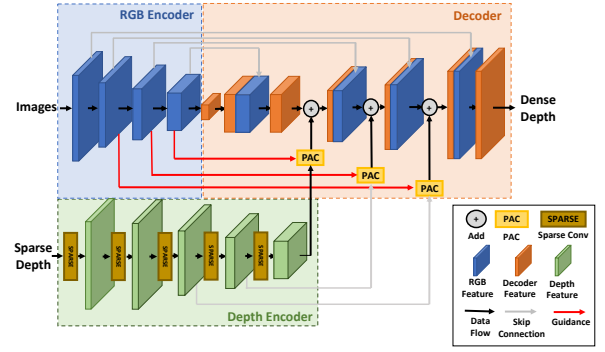 RGB Encoder
Decoder
Images
Dense
Depth
PAC
PAC
PAC
Sparse
Depth
SPARSE
SPARSE
SPARSE
SPARSE
SPARSE
Depth Encoder
PAC
SPARSE
Add
PAC
Sparse Conv
RGB
Feature
Decoder
Feature
Depth
Feature
Data
Flow
Skip
Connection
Guidance